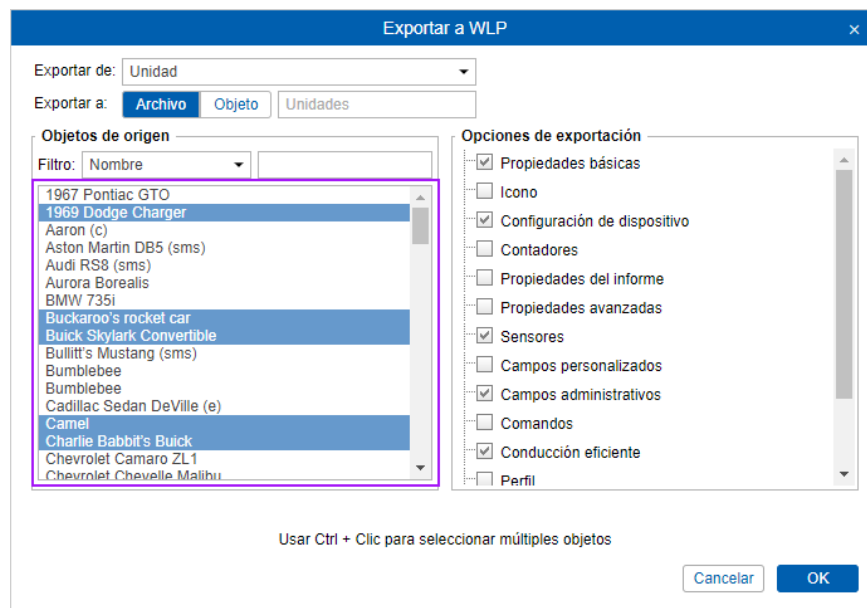 Exportar a WLP ×
Exportar de: Unidad
Exportar a: Archivo Objeto Unidades
Objetos de origen
Filtro: Nombre
1967 Pontiac GTO
1969 Dodge Charger
Aaron (c)
Aston Martin DB5 (sms)
Audi RS8 (sms)
Aurora Borealis
BMW 735i
Buckaroo's rocket car
Buick Skylark Convertible
Bullitt's Mustang (sms)
Bumblebee
Bumblebee
Cadillac Sedan DeVille (e)
Camel
Charlie Babbit's Buick
Chevrolet Camaro ZL1
Chevrolet Chevelle Malibu
Opciones de exportación
Propiedades básicas
Icono
Configuración de dispositivo
Contadores
Propiedades del informe
Propiedades avanzadas
Sensores
Campos personalizados
Campos administrativos
Comandos
Conducción eficiente
Perfil
Usar Ctrl + Clic para seleccionar múltiples objetos
Cancelar OK